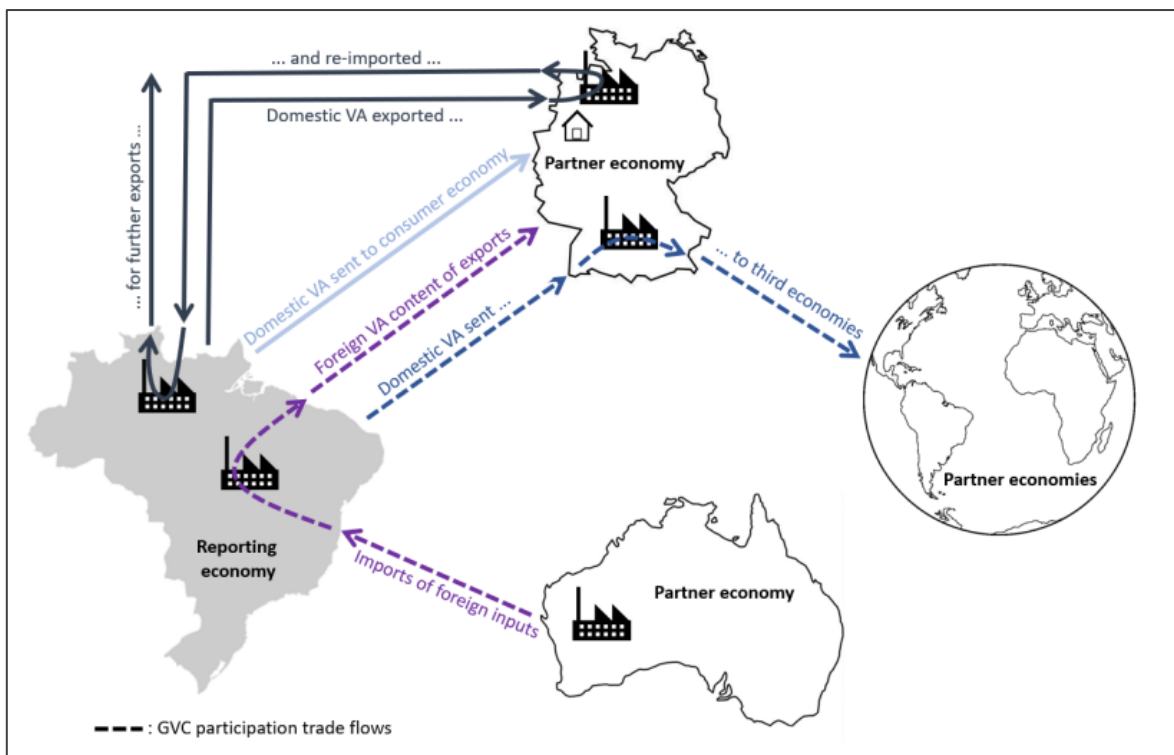 ... and re-imported ...
Domestic VA exported ...
... for further exports ...
Partner economy
Domestic VA sent to consumer economy
Foreign VA content of exports
Domestic VA sent ...
... to third economies
Partner economies
Reporting
economy
Imports of foreign inputs
Partner economy
: GVC participation trade flows